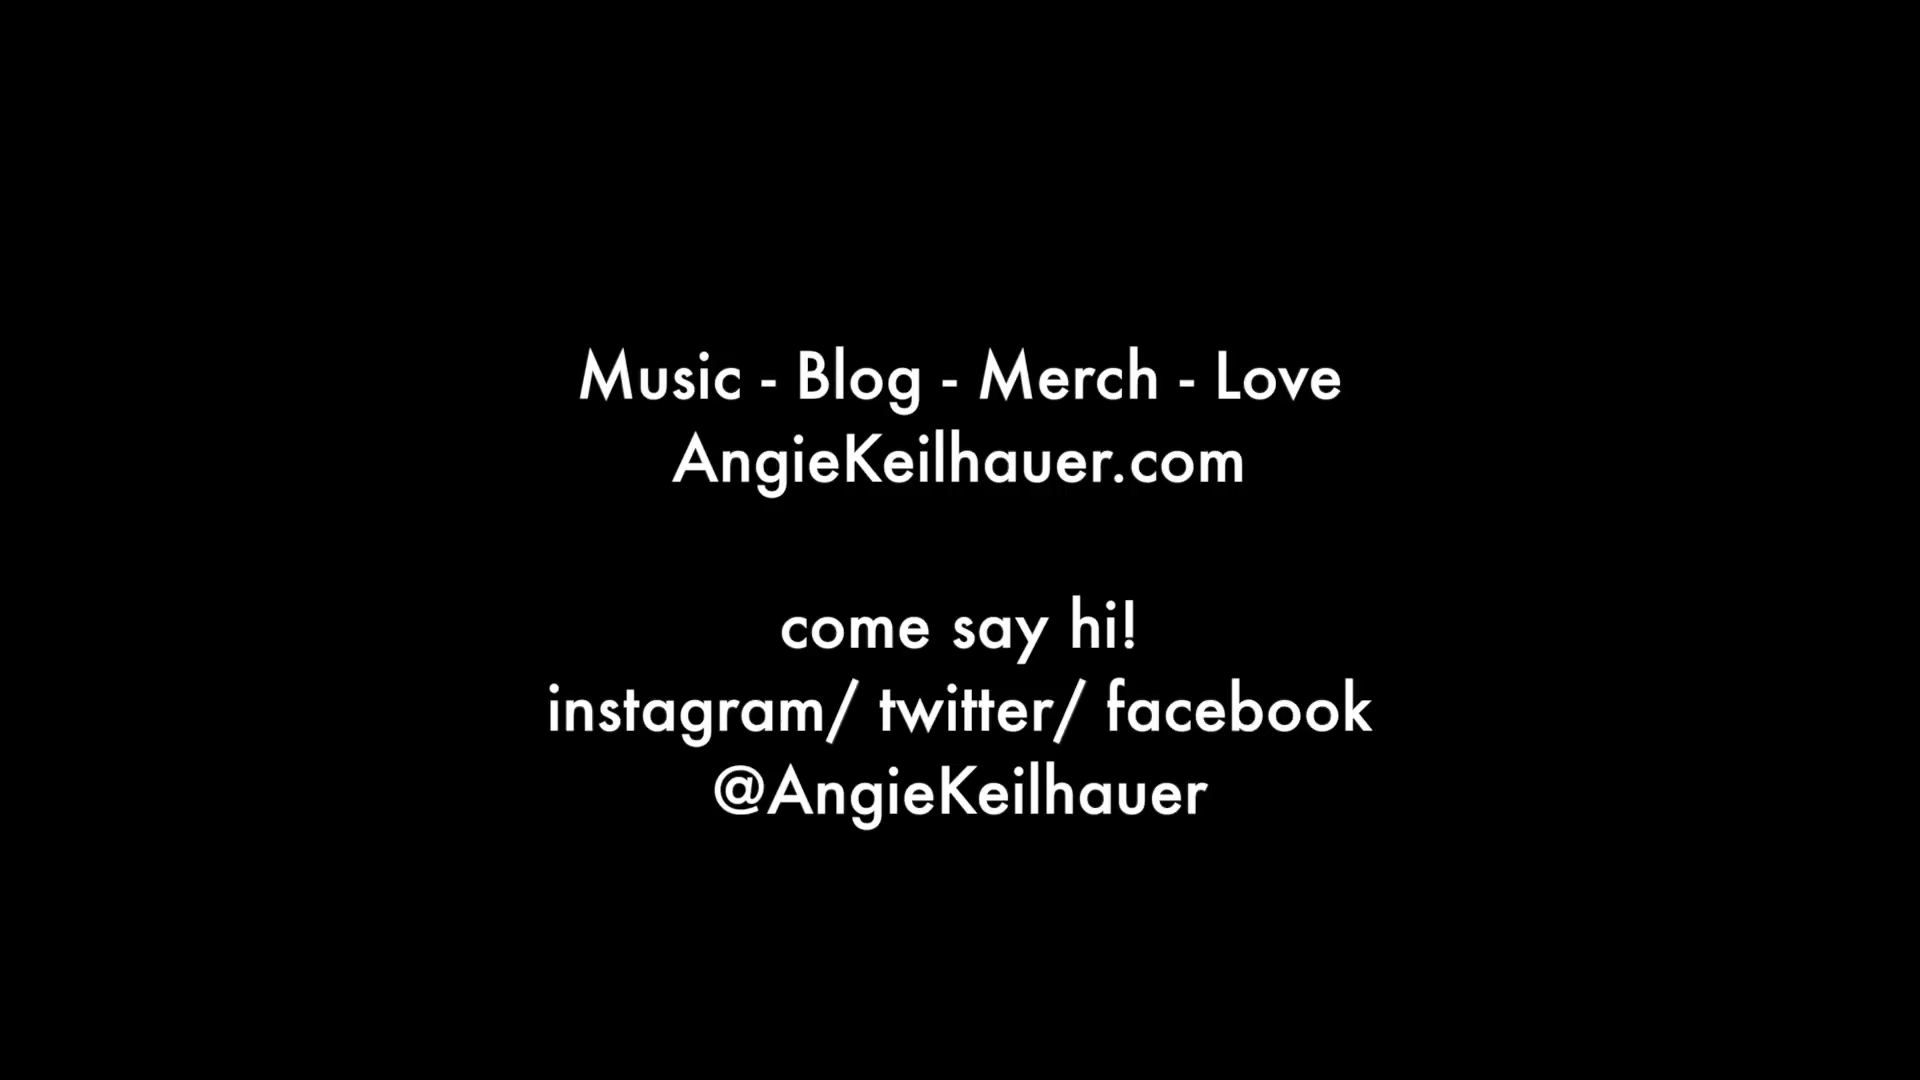 Music - Blog - Merch - Love
AngieKeilhauer.com
come say hi!
instagram/ twitter/ facebook
@AngieKeilhauer